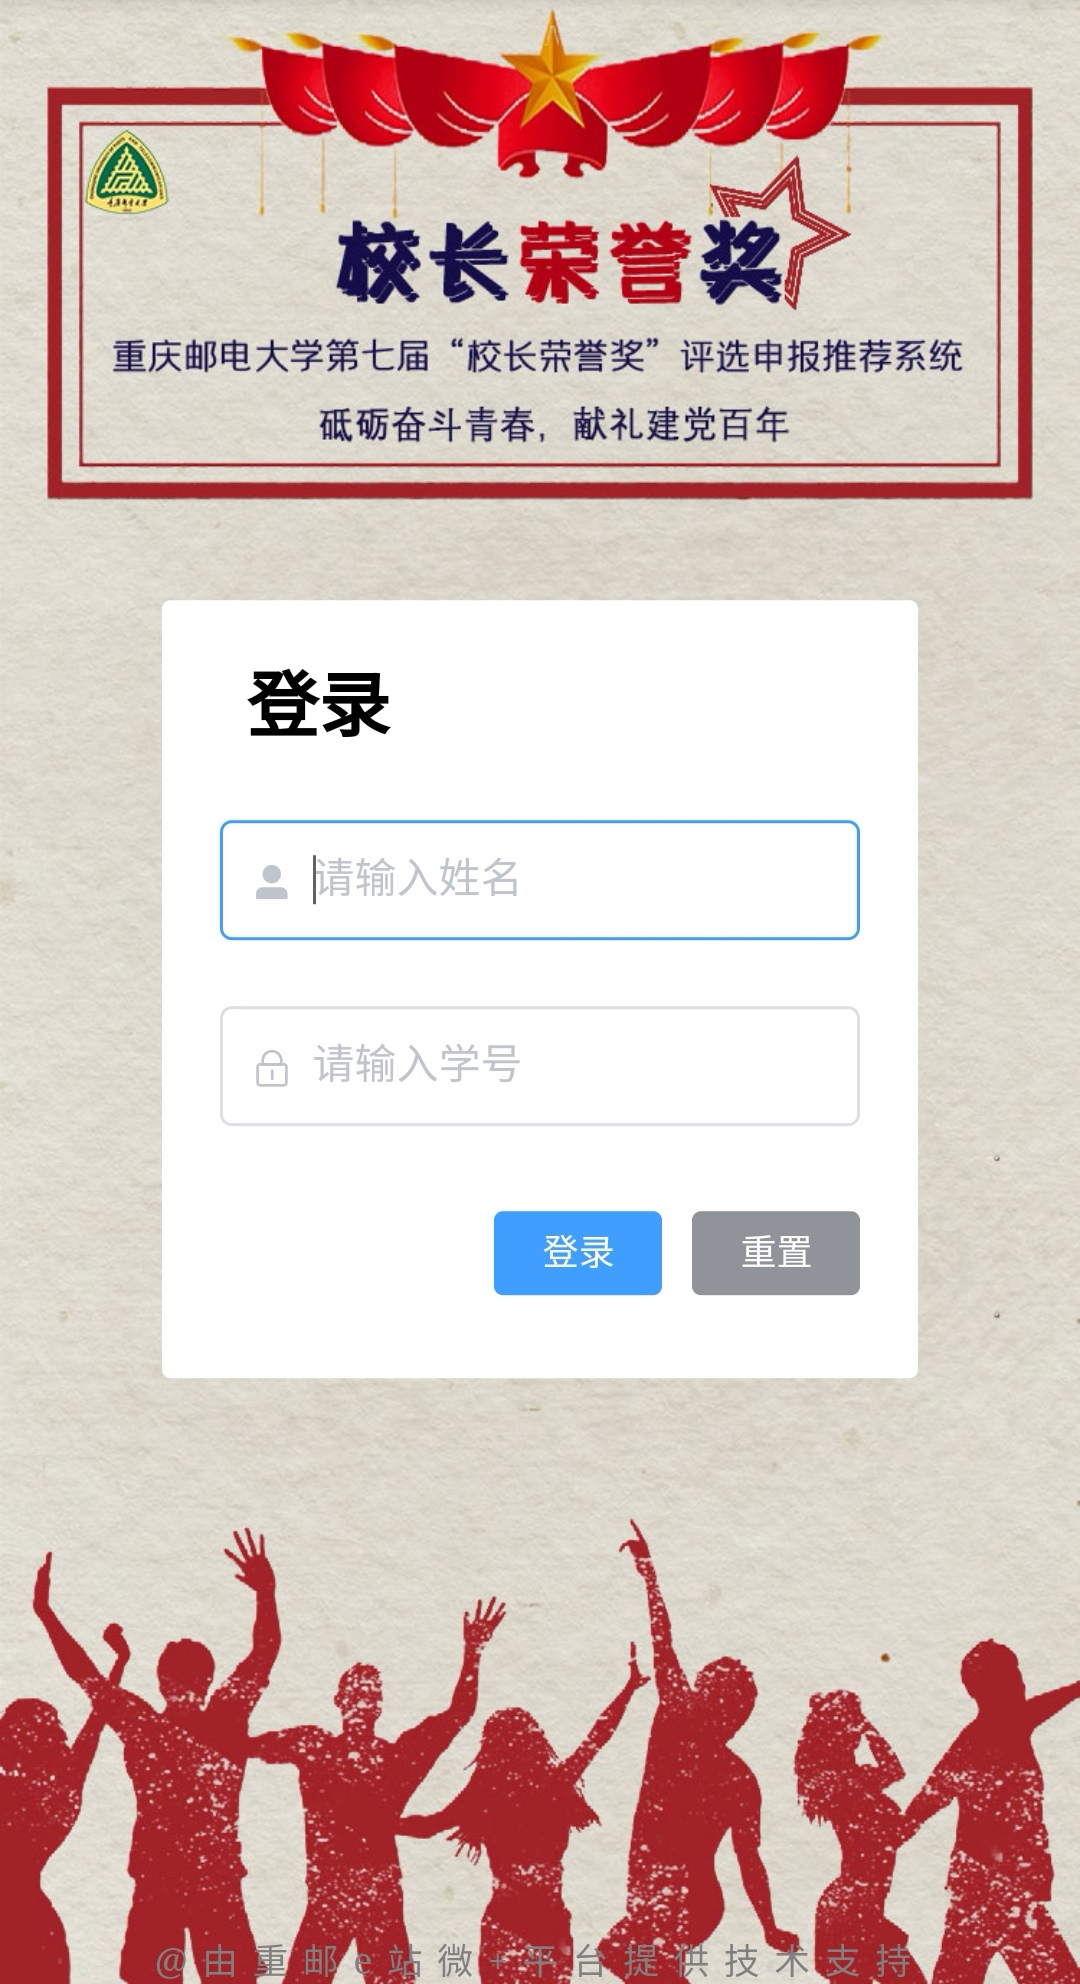 校长荣誉奖
重庆邮电大学第七届“校长荣誉奖”评选申报推荐系统
砥砺奋斗青春，献礼建党百年
登录
请输入姓名
请输入学号
登录 重置
@由重邮e站微+平台提供技术支持